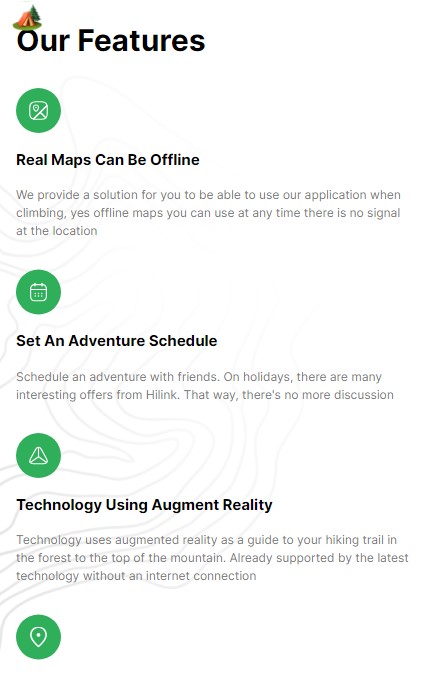 Our Features
Real Maps Can Be Offline
We provide a solution for you to be able to use our application when
climbing, yes offline maps you can use at any time there is no signal
at the location
Set An Adventure Schedule
Schedule an adventure with friends. On holidays, there are many
interesting offers from Hilink. That way, there's no more discussion
Technology Using Augment Reality
Technology uses augmented reality as a guide to your hiking trail in
the forest to the top of the mountain. Already supported by the latest
technology without an internet connection